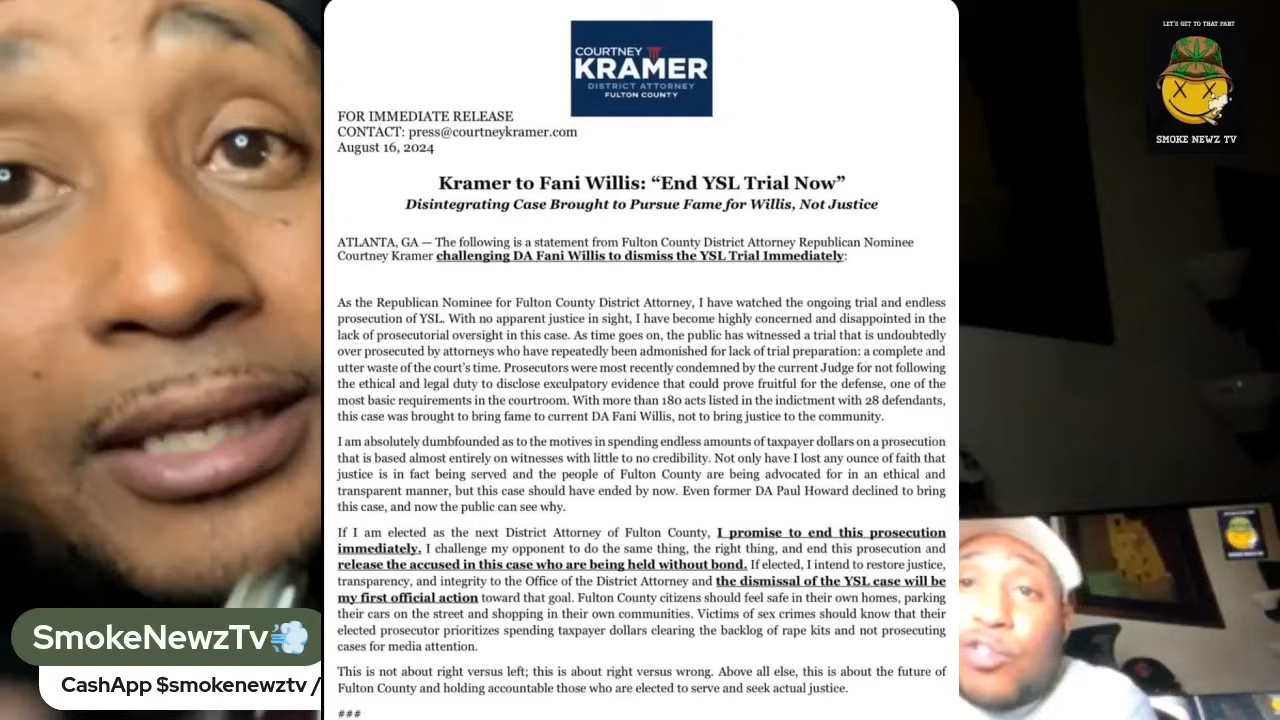 COURTNEY
KRAMER
DISTRICT ATTORNEY
FULTON COUNTY
FOR IMMEDIATE RELEASE
CONTACT: press@courtneykramer.com
August 16, 2024
Kramer to Fani Willis: “End YSL Trial Now”
Disintegrating Case Brought to Pursue Fame for Willis, Not Justice
ATLANTA, GA — The following is a statement from Fulton County District Attorney Republican Nominee
Courtney Kramer challenging DA Fani Willis to dismiss the YSL Trial Immediately:
As the Republican Nominee for Fulton County District Attorney, I have watched the ongoing trial and endless
prosecution of YSL. With no apparent justice in sight, I have become highly concerned and disappointed in the
lack of prosecutorial oversight in this case. As time goes on, the public has witnessed a trial that is undoubtedly
over prosecuted by attorneys who have repeatedly been admonished for lack of trial preparation: a complete and
utter waste of the court’s time. Prosecutors were most recently condemned by the current Judge for not following
the ethical and legal duty to disclose exculpatory evidence that could prove fruitful for the defense, one of the
most basic requirements in the courtroom. With more than 180 acts listed in the indictment with 28 defendants,
this case was brought to bring fame to current DA Fani Willis, not to bring justice to the community.
I am absolutely dumbfounded as to the motives in spending endless amounts of taxpayer dollars on a prosecution
that is based almost entirely on witnesses with little to no credibility. Not only have I lost any ounce of faith that
justice is in fact being served and the people of Fulton County are being advocated for in an ethical and
transparent manner, but this case should have ended by now. Even former DA Paul Howard declined to bring
this case, and now the public can see why.
If I am elected as the next District Attorney of Fulton County, I promise to end this prosecution
immediately. I challenge my opponent to do the same thing, the right thing, and end this prosecution and
release the accused in this case who are being held without bond. If elected, I intend to restore justice,
transparency, and integrity to the Office of the District Attorney and the dismissal of the YSL case will be
my first official action toward that goal. Fulton County citizens should feel safe in their own homes, parking
their cars on the street and shopping in their own communities. Victims of sex crimes should know that their
elected prosecutor prioritizes spending taxpayer dollars clearing the backlog of rape kits and not prosecuting
cases for media attention.
This is not about right versus left; this is about right versus wrong. Above all else, this is about the future of
Fulton County and holding accountable those who are elected to serve and seek actual justice.
###
SmokeNewzTv💨
CashApp $smokenewztv /
LET'S GET TO THAT PART
SMOKE NEWZ TV